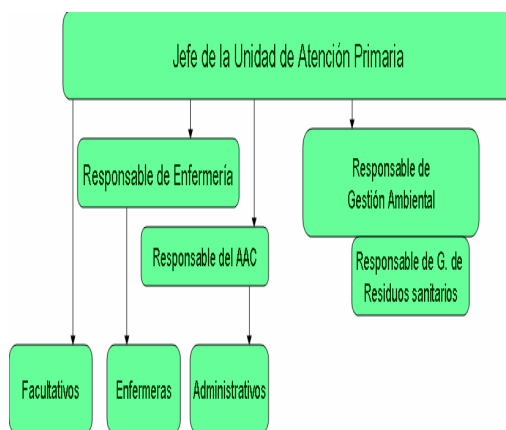 Jefe de la Unidad de Atención Primaria
Responsable de Enfermería
Responsable de
Gestión Ambiental
Responsable del AAC
Responsable de G. de
Residuos sanitarios
Facultativos
Enfermeras
Administrativos